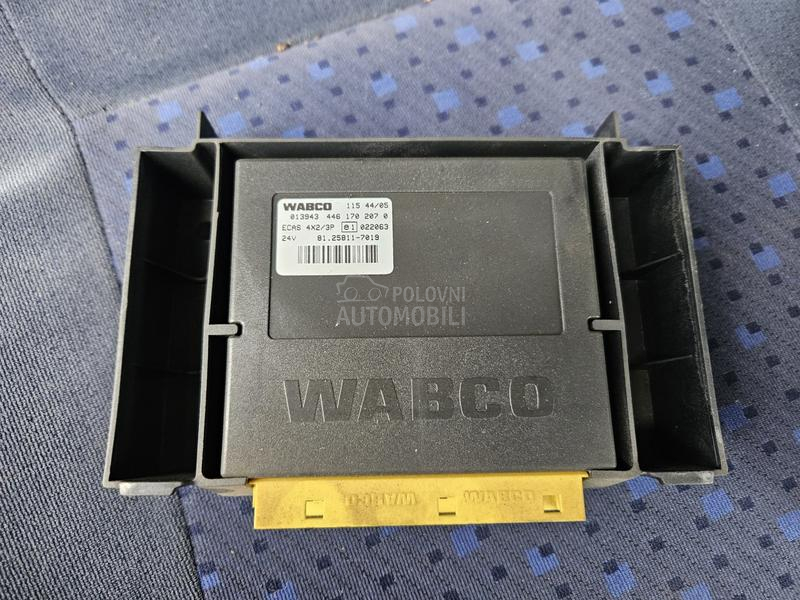 WABCO 115 44/05
013943 446 170 207 0
ECAS 4X2/3P e1 022063
24V 81.25811-7019
POLOVNI
AUTOMOBILI
WABCO
WABCO WABCO